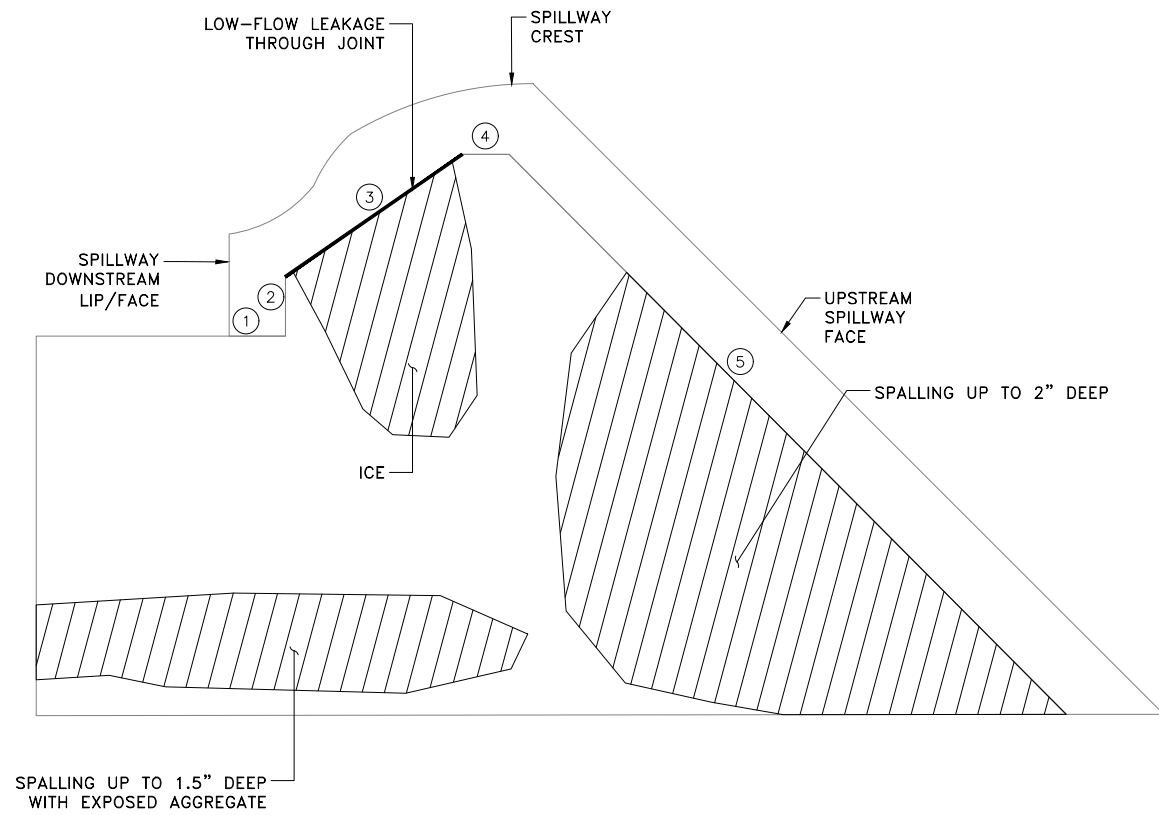 LOW-FLOW LEAKAGE
THROUGH JOINT
SPILLWAY
CREST
4
3
SPILLWAY
DOWNSTREAM
LIP/FACE
2
1
UPSTREAM
SPILLWAY
FACE
5
SPALLING UP TO 2" DEEP
ICE
SPALLING UP TO 1.5" DEEP
WITH EXPOSED AGGREGATE